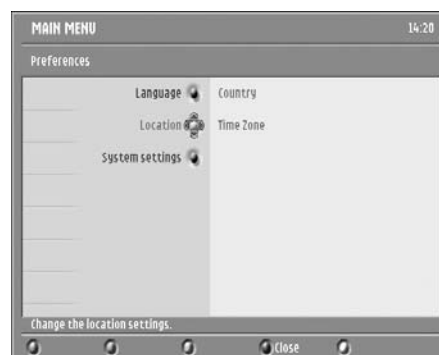 MAIN MENU 14:20
Preferences
Language Country
Location Time Zone
System settings
Change the location settings.
Close